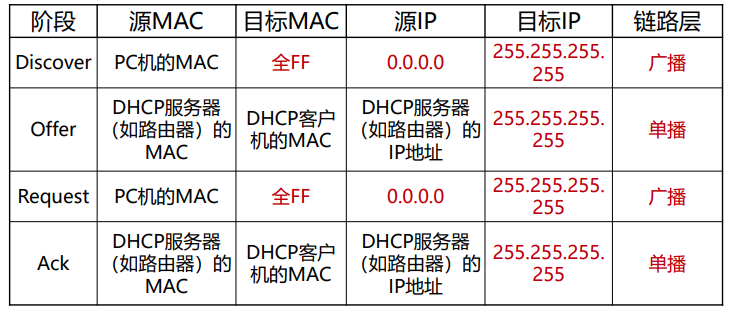 阶段 源MAC 目标MAC 源IP 目标IP 链路层
Discover PC机的MAC 全FF 0.0.0.0 255.255.255.
255 广播
Offer DHCP服务器
（如路由器）的
MAC DHCP客户
机的MAC DHCP服务器
（如路由器）的
IP地址 255.255.255.
255 单播
Request PC机的MAC 全FF 0.0.0.0 255.255.255.
255 广播
Ack DHCP服务器
（如路由器）的
MAC DHCP客户
机的MAC DHCP服务器
（如路由器）的
IP地址 255.255.255.
255 单播